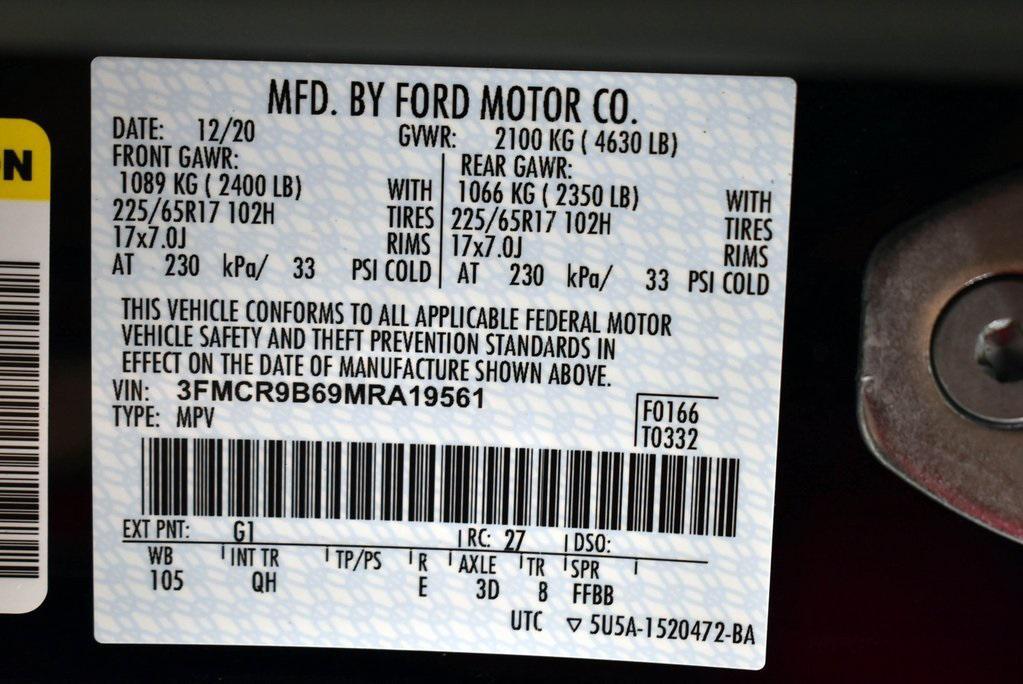 N
MFD. BY FORD MOTOR CO.
DATE: 12/20 GVWR: 2100 KG ( 4630 LB)
FRONT GAWR: REAR GAWR:
1089 KG ( 2400 LB) WITH 1066 KG ( 2350 LB) WITH
225/65R17 102H TIRES 225/65R17 102H TIRES
17x7.0J RIMS 17x7.0J RIMS
AT 230 kPa/ 33 PSI COLD AT 230 kPa/ 33 PSI COLD
THIS VEHICLE CONFORMS TO ALL APPLICABLE FEDERAL MOTOR
VEHICLE SAFETY AND THEFT PREVENTION STANDARDS IN
EFFECT ON THE DATE OF MANUFACTURE SHOWN ABOVE.
VIN: 3FMCR9B69MRA19561
TYPE: MPV
F0166
T0332
EXT PNT: G1 RC: 27 DSO:
WB INT TR TP/PS R AXLE TR SPR
105 QH E 3D 8 FFBB
UTC ▽ 5U5A-1520472-BA